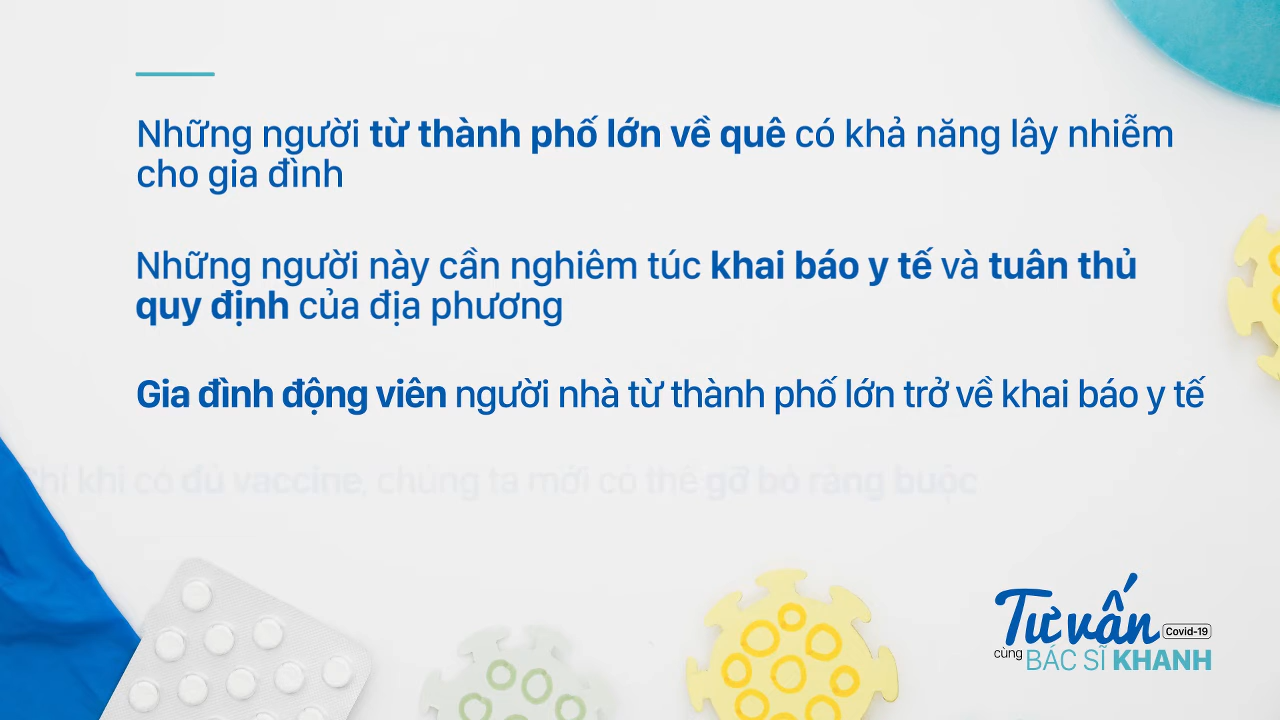 Những người từ thành phố lớn về quê có khả năng lây nhiễm
cho gia đình
Những người này cần nghiêm túc khai báo y tế và tuân thủ
quy định của địa phương
Gia đình động viên người nhà từ thành phố lớn trở về khai báo y tế
khi có đủ vaccine, chúng ta mới có thể gỡ bỏ ràng buộc
Tư vấn Covid-19
cùng BÁC SĨ KHANH